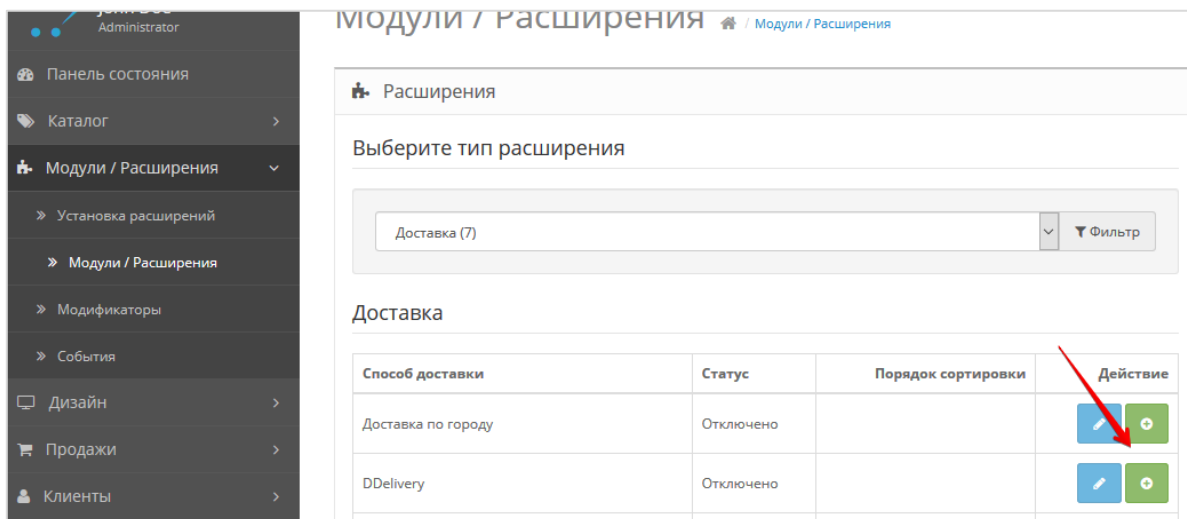 John Doe
Administrator
Панель состояния
Каталог
Модули / Расширения
Установка расширений
Модули / Расширения
Модификаторы
События
Дизайн
Продажи
Клиенты
Модули / Расширения / Модули / Расширения
Расширения
Выберите тип расширения
Доставка (7) Фильтр
Доставка
Способ доставки Статус Порядок сортировки Действие
Доставка по городу Отключено
DDelivery Отключено